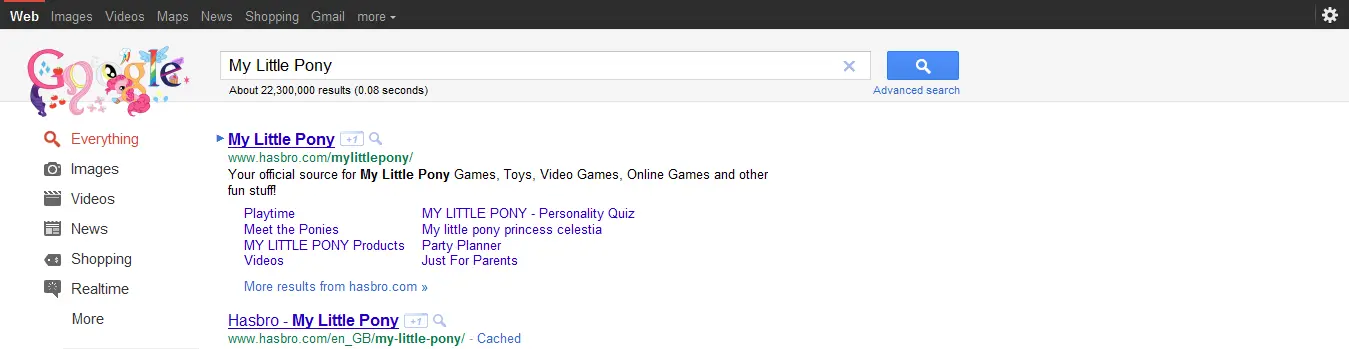 Web Images Videos Maps News Shopping Gmail more
Google
My Little Pony
About 22,300,000 results (0.08 seconds)
Advanced search
Everything
Images
Videos
News
Shopping
Realtime
More
My Little Pony +1
www.hasbro.com/mylittlepony/
Your official source for My Little Pony Games, Toys, Video Games, Online Games and other
fun stuff!
Playtime
MY LITTLE PONY - Personality Quiz
Meet the Ponies
My little pony princess celestia
MY LITTLE PONY Products
Party Planner
Videos
Just For Parents
More results from hasbro.com »
Hasbro - My Little Pony +1
www.hasbro.com/en_GB/my-little-pony/ - Cached